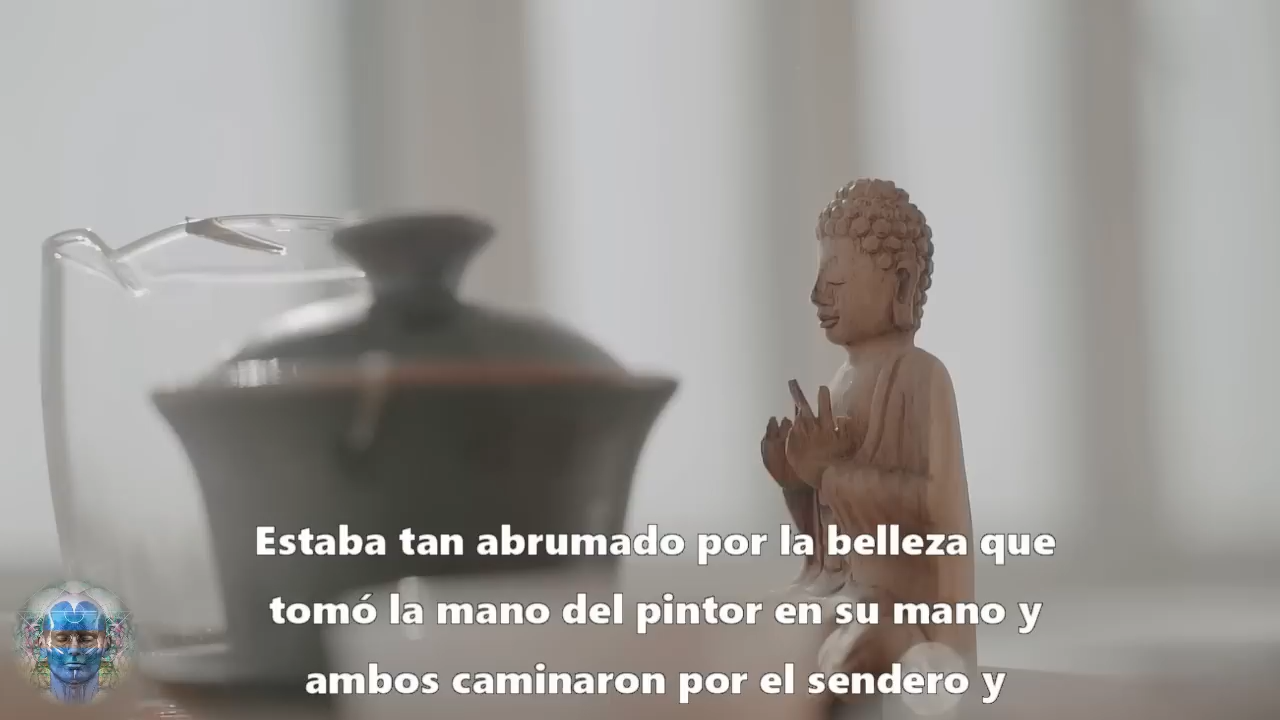 Estaba tan abrumado por la belleza que
tomó la mano del pintor en su mano y
ambos caminaron por el sendero y